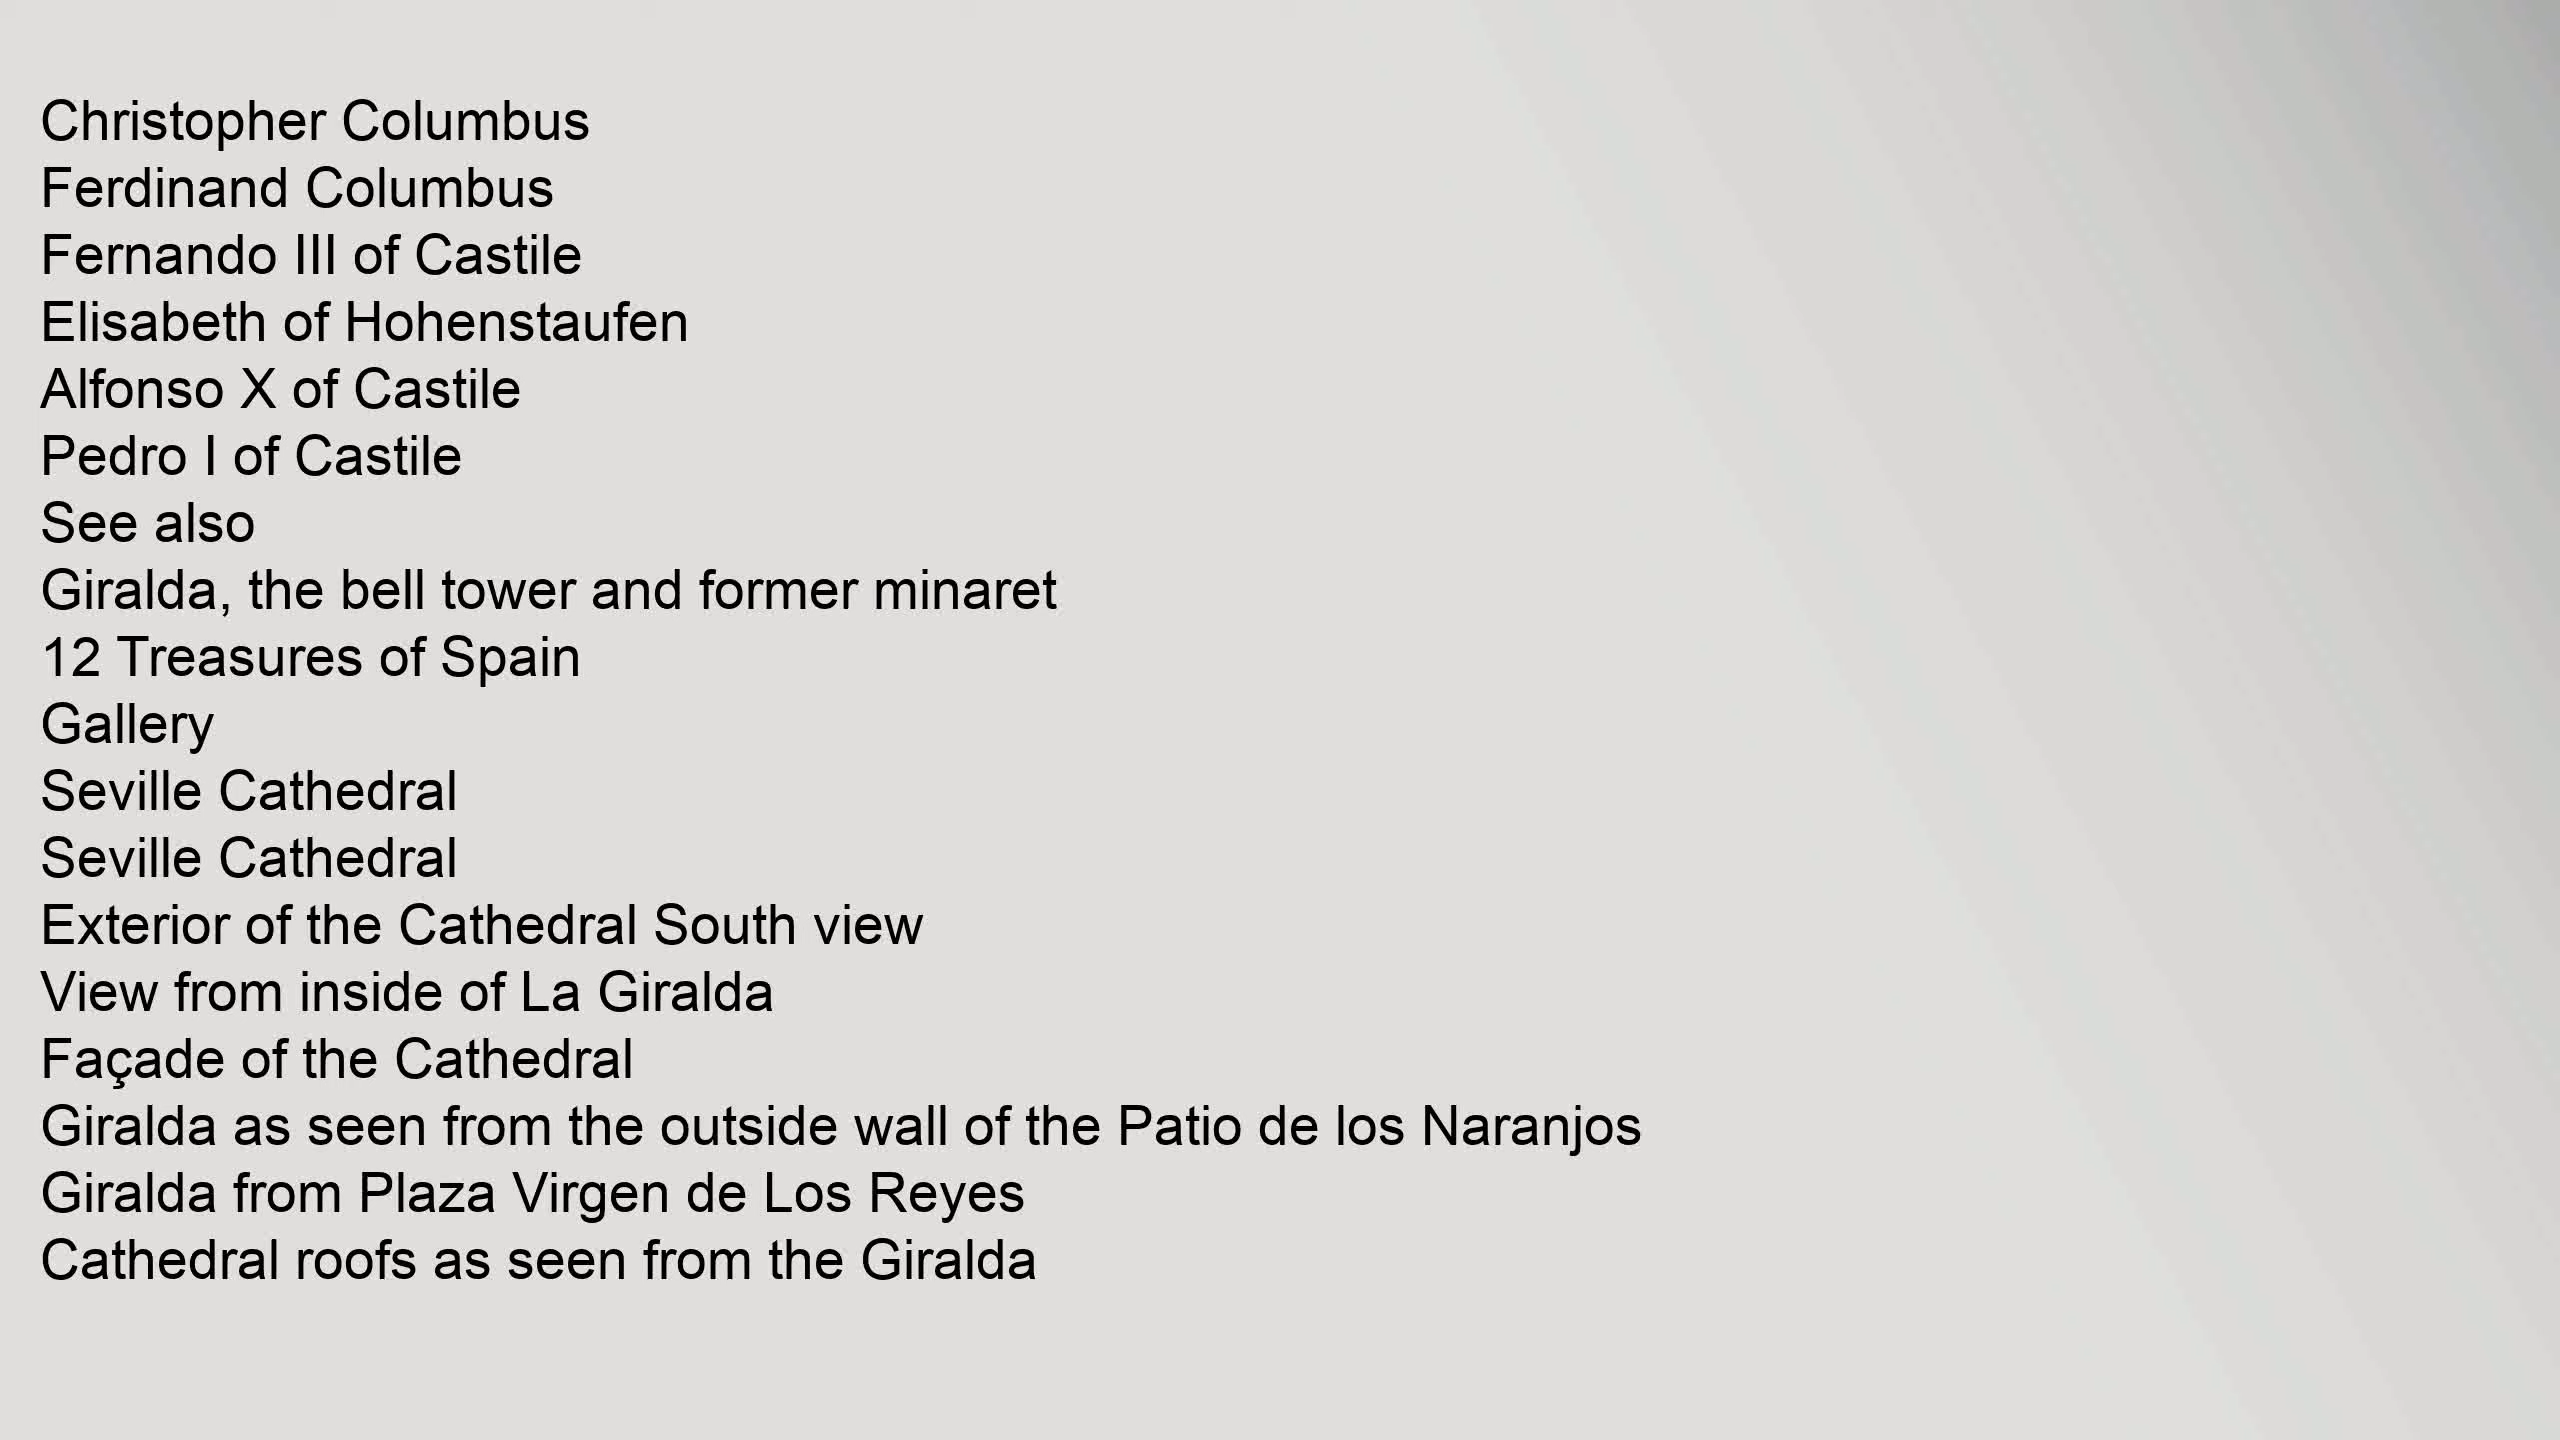 Christopher Columbus
Ferdinand Columbus
Fernando III of Castile
Elisabeth of Hohenstaufen
Alfonso X of Castile
Pedro I of Castile
See also
Giralda, the bell tower and former minaret
12 Treasures of Spain
Gallery
Seville Cathedral
Seville Cathedral
Exterior of the Cathedral South view
View from inside of La Giralda
Façade of the Cathedral
Giralda as seen from the outside wall of the Patio de los Naranjos
Giralda from Plaza Virgen de Los Reyes
Cathedral roofs as seen from the Giralda